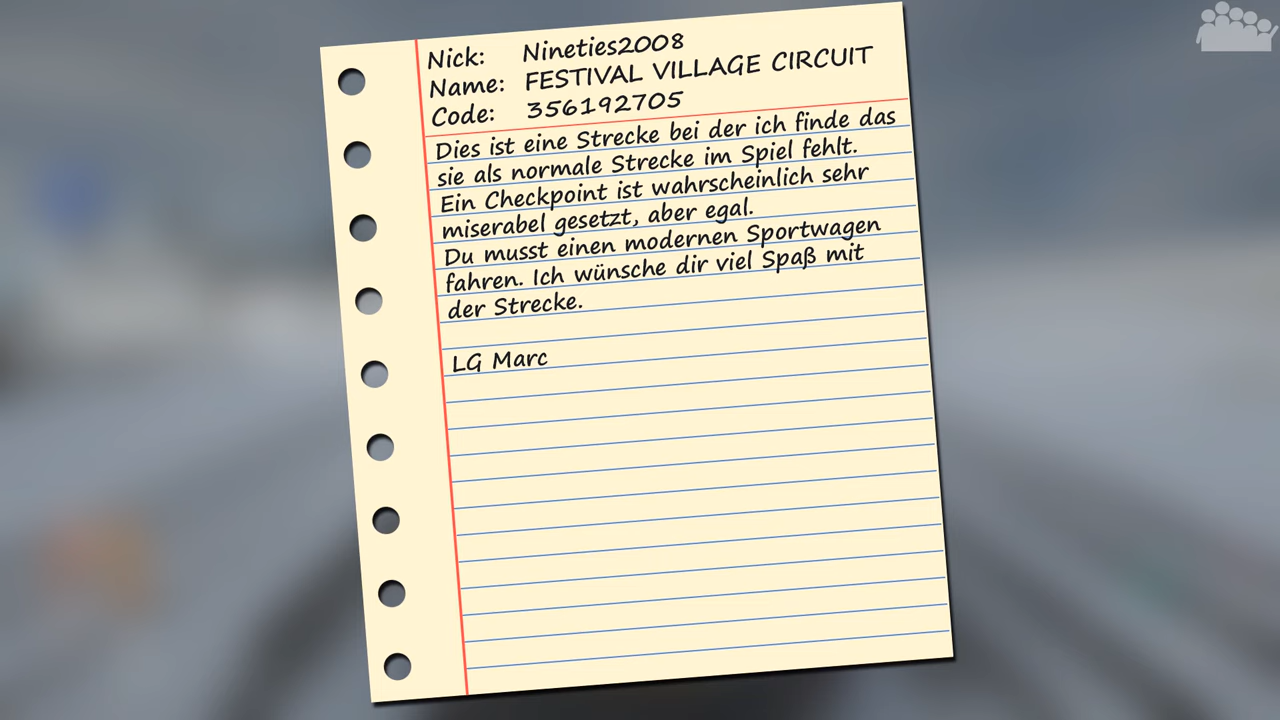 Nick: Nineties2008
Name: FESTIVAL VILLAGE CIRCUIT
Code: 356192705
Dies ist eine Strecke bei der ich finde das
sie als normale Strecke im Spiel fehlt.
Ein Checkpoint ist wahrscheinlich sehr
miserabel gesetzt, aber egal.
Du musst einen modernen Sportwagen
fahren. Ich wünsche dir viel Spaß mit
der Strecke.
LG Marc